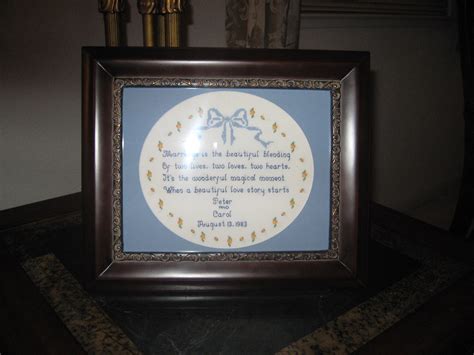 Marriage is the beautiful blending
Of two lives, two loves, two hearts.
It's the wonderful magical moment
When a beautiful love story starts
Peter
and
Carol
August 13, 1983